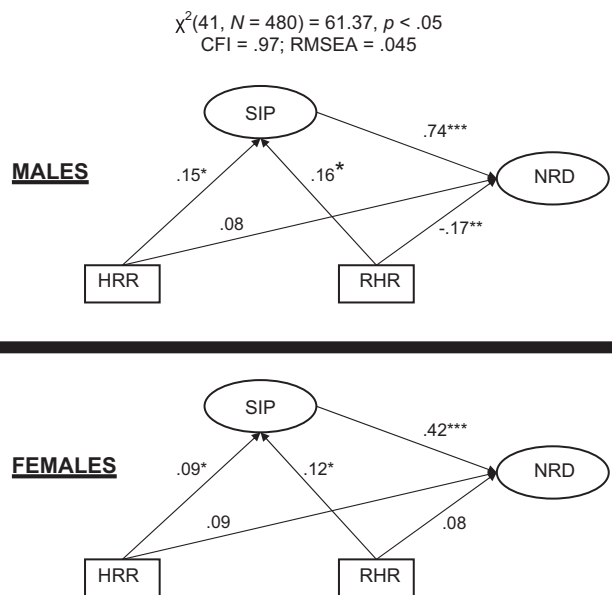 χ²(41, N = 480) = 61.37, p < .05
CFI = .97; RMSEA = .045
SIP
.74***
MALES
.15*
.16*
NRD
.08
-.17**
HRR
RHR
SIP
.42***
FEMALES
.09*
.12*
NRD
.09
.08
HRR
RHR